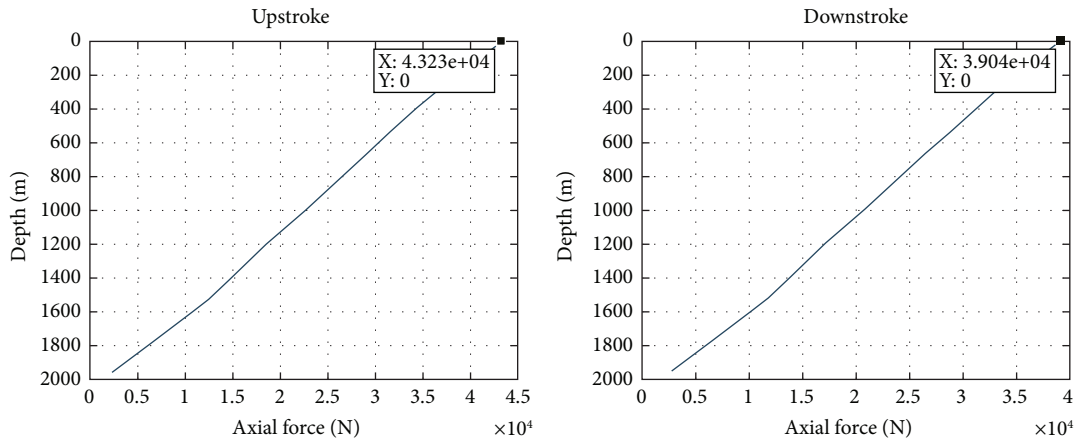 Upstroke
0
200
400
600
800
1000
1200
1400
1600
1800
2000
Depth (m)
X: 4.323e+04
Y: 0
0 0.5 1 1.5 2 2.5 3 3.5 4 4.5
Axial force (N) ×10⁴
Downstroke
0
200
400
600
800
1000
1200
1400
1600
1800
2000
Depth (m)
X: 3.904e+04
Y: 0
0 0.5 1 1.5 2 2.5 3 3.5 4
Axial force (N) ×10⁴